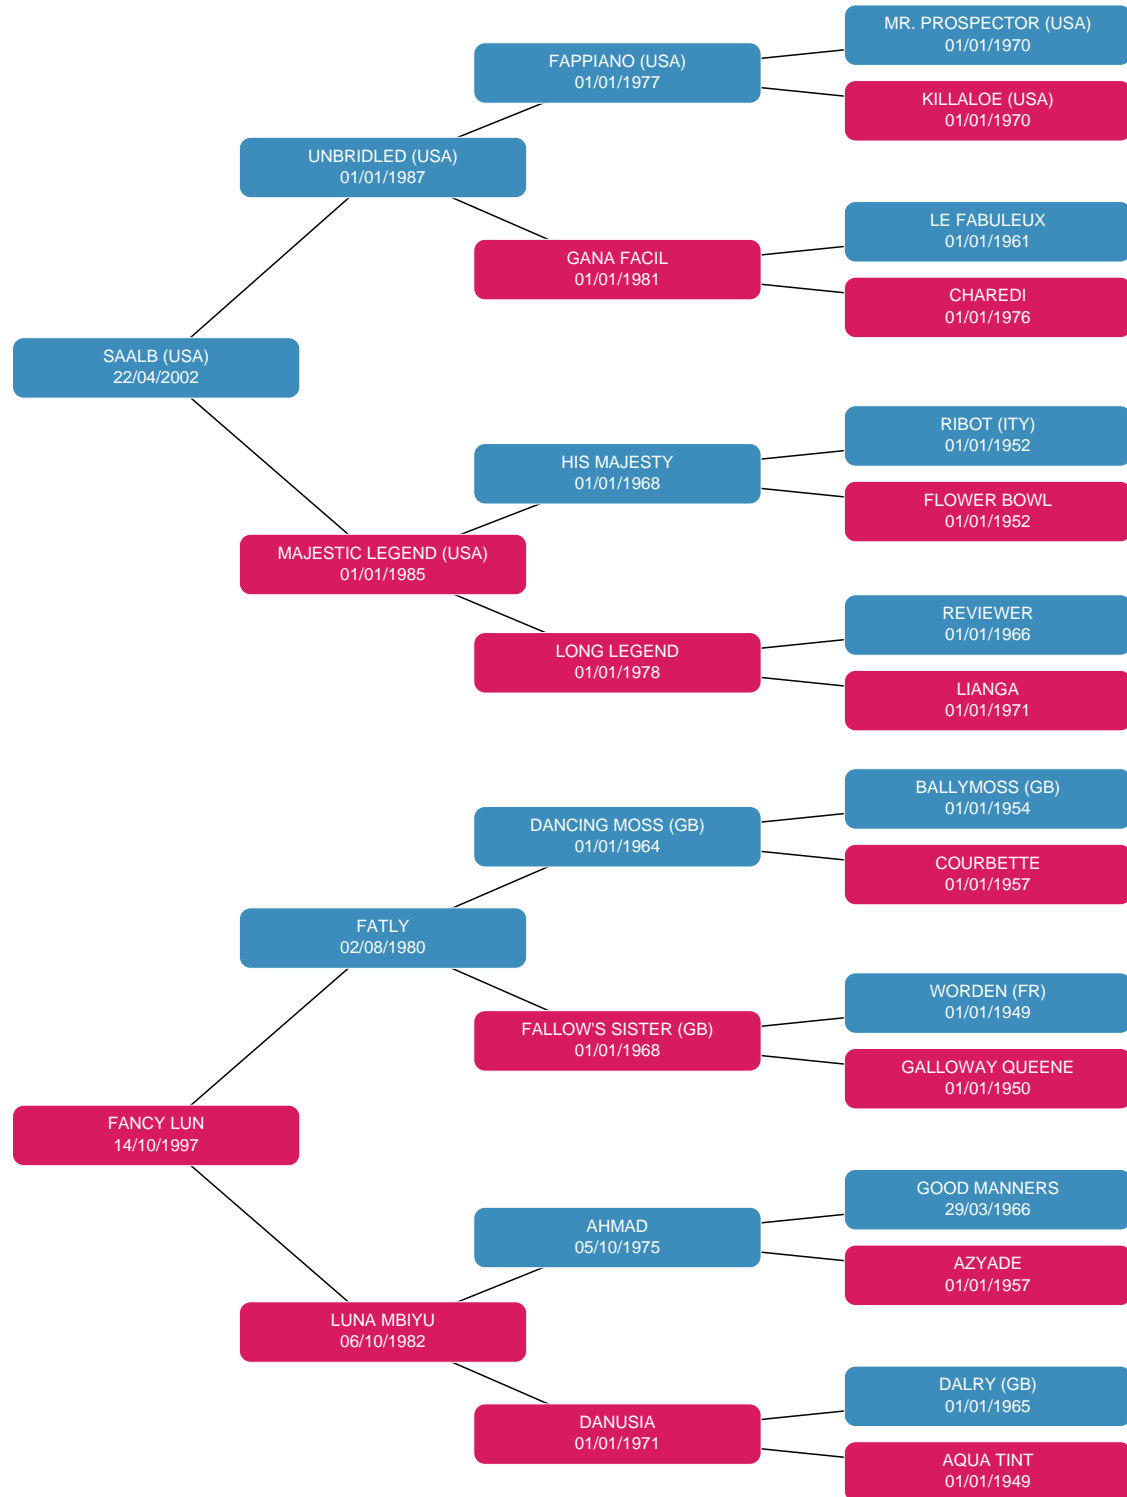 MR. PROSPECTOR (USA)
01/01/1970
FAPPIANO (USA)
01/01/1977
KILLALOE (USA)
01/01/1970
UNBRIDLED (USA)
01/01/1987
LE FABULEUX
01/01/1961
GANA FACIL
01/01/1981
CHAREDI
01/01/1976
SAALB (USA)
22/04/2002
RIBOT (ITY)
01/01/1952
HIS MAJESTY
01/01/1968
FLOWER BOWL
01/01/1952
MAJESTIC LEGEND (USA)
01/01/1985
REVIEWER
01/01/1966
LONG LEGEND
01/01/1978
LIANGA
01/01/1971
BALLYMOSS (GB)
01/01/1954
DANCING MOSS (GB)
01/01/1964
COURBETTE
01/01/1957
FATLY
02/08/1980
WORDEN (FR)
01/01/1949
FALLOW'S SISTER (GB)
01/01/1968
GALLOWAY QUEENE
01/01/1950
FANCY LUN
14/10/1997
GOOD MANNERS
29/03/1966
AHMAD
05/10/1975
AZYADE
01/01/1957
LUNA MBIYU
06/10/1982
DALRY (GB)
01/01/1965
DANUSIA
01/01/1971
AQUA TINT
01/01/1949